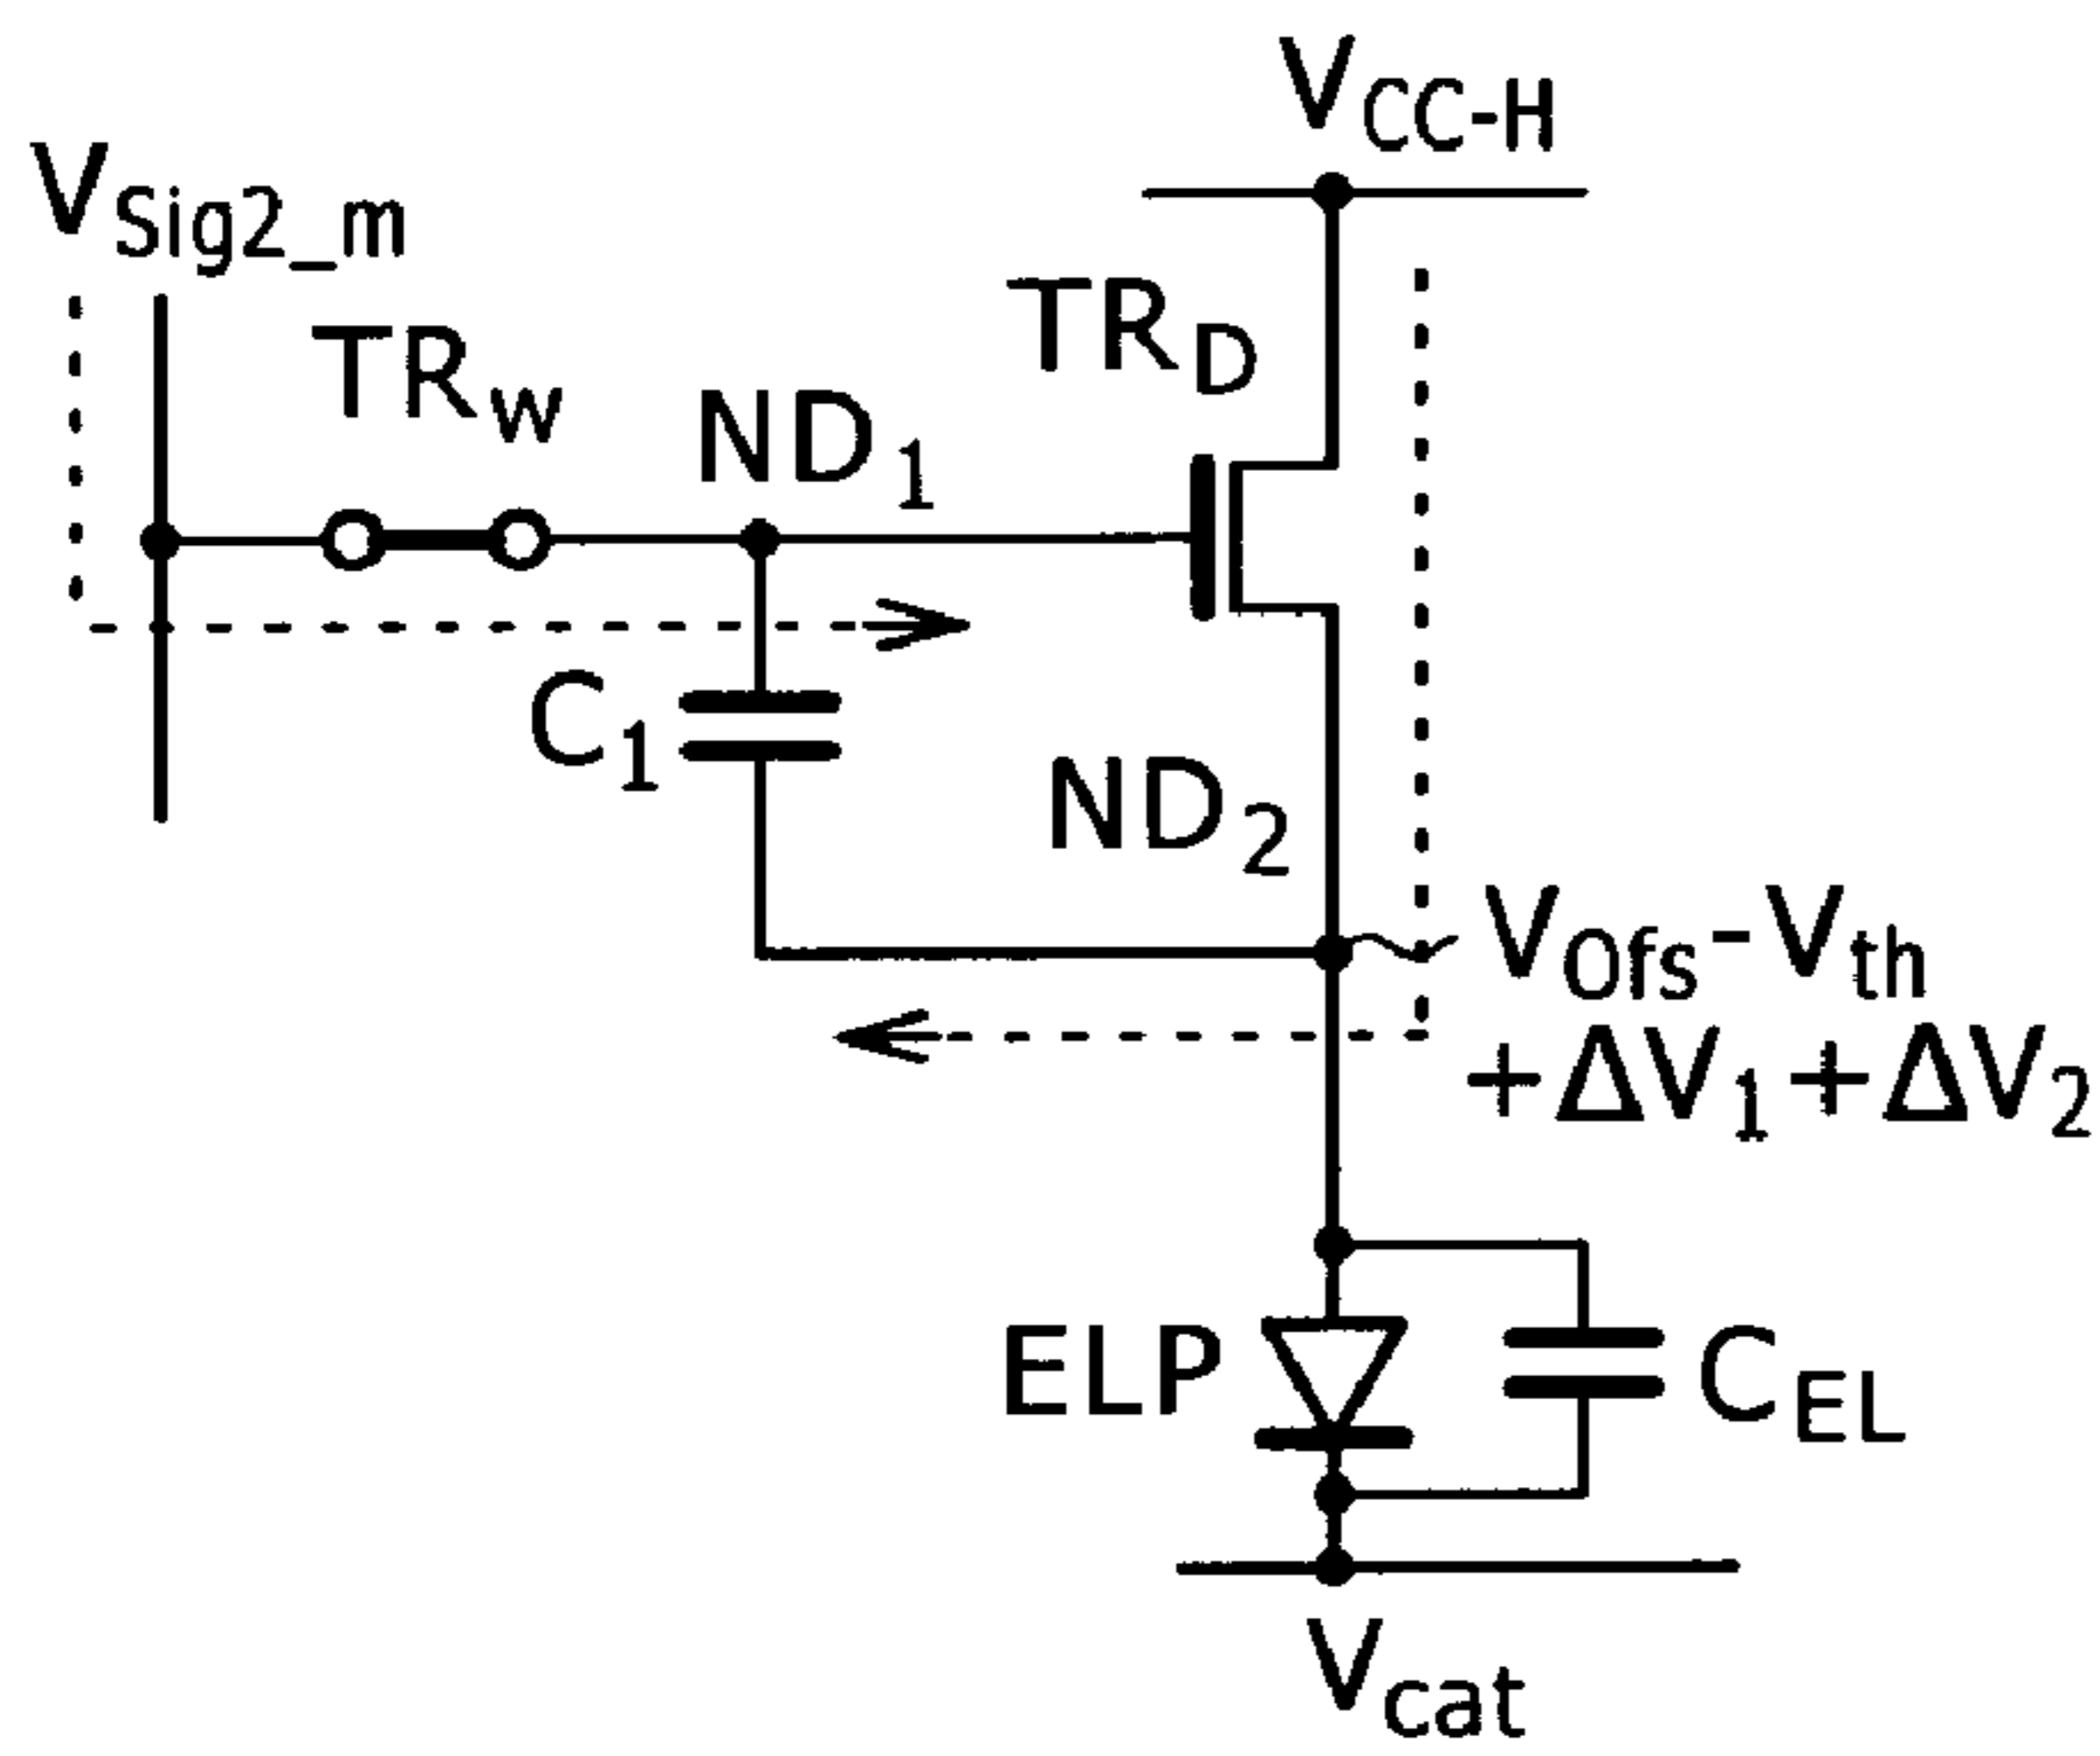 V_CC-H
V_Sig2_m
TR_D
TR_W
ND_1
C_1
ND_2
V_Ofs-V_th
+ΔV_1+ΔV_2
ELP
C_EL
V_cat